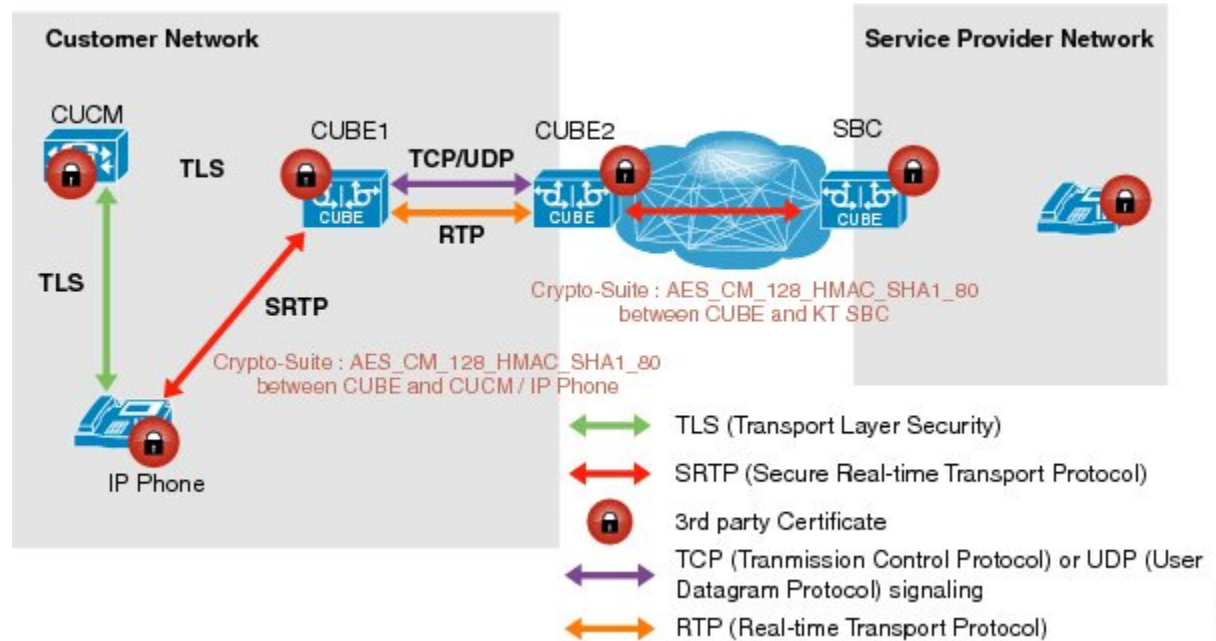 Customer Network
Service Provider Network
CUCM
CUBE1
CUBE2
SBC
TLS
TCP/UDP
CUBE
CUBE
CUBE
RTP
TLS
SRTP
Crypto-Suite : AES_CM_128_HMAC_SHA1_80
between CUBE and KT SBC
Crypto-Suite : AES_CM_128_HMAC_SHA1_80
between CUBE and CUCM / IP Phone
IP Phone
TLS (Transport Layer Security)
SRTP (Secure Real-time Transport Protocol)
3rd party Certificate
TCP (Tranmission Control Protocol) or UDP (User
Datagram Protocol) signaling
RTP (Real-time Transport Protocol)